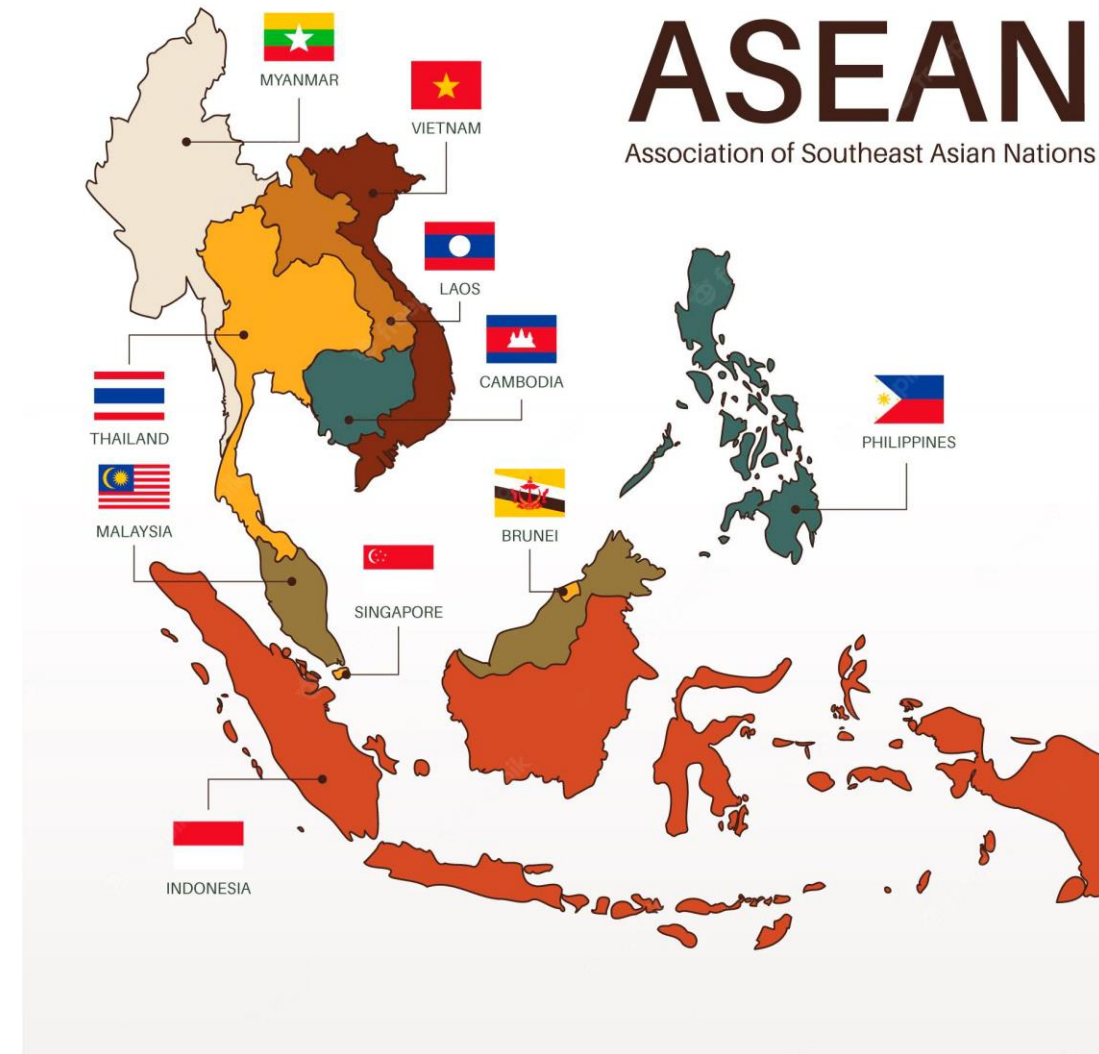 ASEAN
Association of Southeast Asian Nations
MYANMAR
VIETNAM
LAOS
CAMBODIA
THAILAND
PHILIPPINES
MALAYSIA
BRUNEI
SINGAPORE
INDONESIA